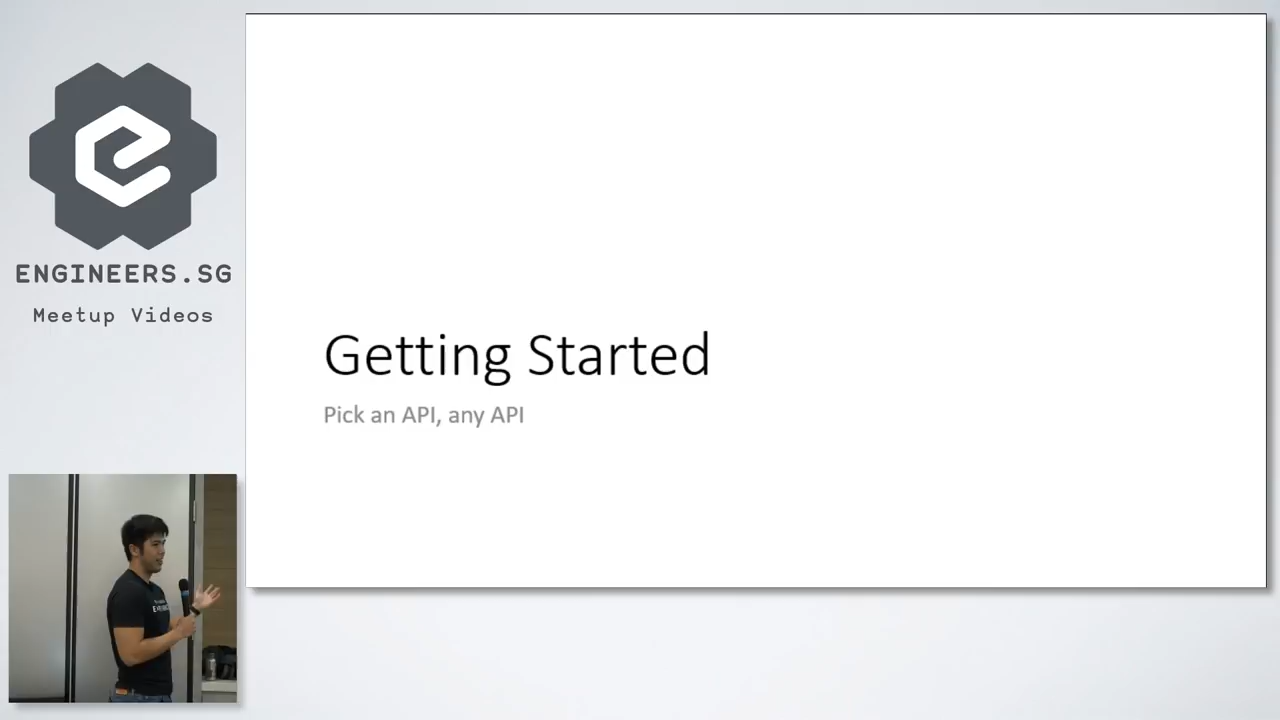 ENGINEERS.SG
Meetup Videos
Getting Started
Pick an API, any API